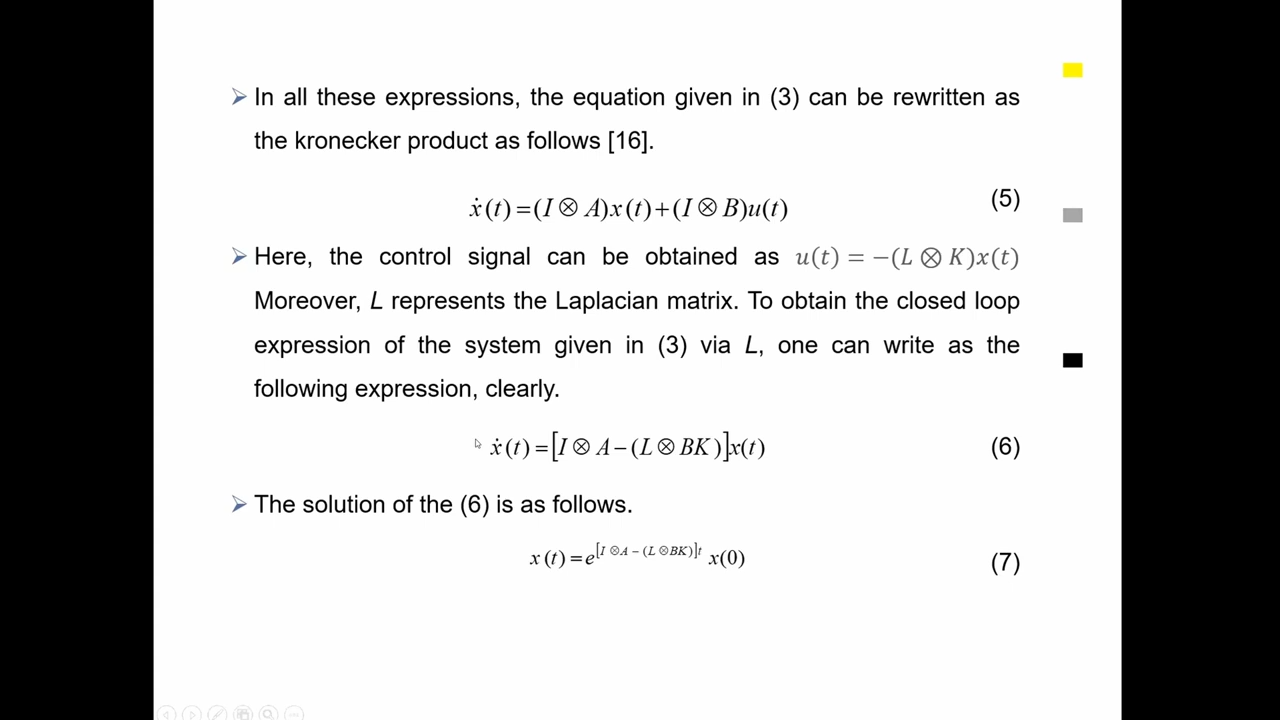 In all these expressions, the equation given in (3) can be rewritten as
the kronecker product as follows [16].
ẋ(t)=(I⊗A)x(t)+(I⊗B)u(t) (5)
Here, the control signal can be obtained as u(t) = −(L ⊗ K)x(t)
Moreover, L represents the Laplacian matrix. To obtain the closed loop
expression of the system given in (3) via L, one can write as the
following expression, clearly.
ẋ(t)=[I⊗A−(L⊗BK)]x(t) (6)
The solution of the (6) is as follows.
x(t)=e^{[I⊗A−(L⊗BK)]t} x(0) (7)